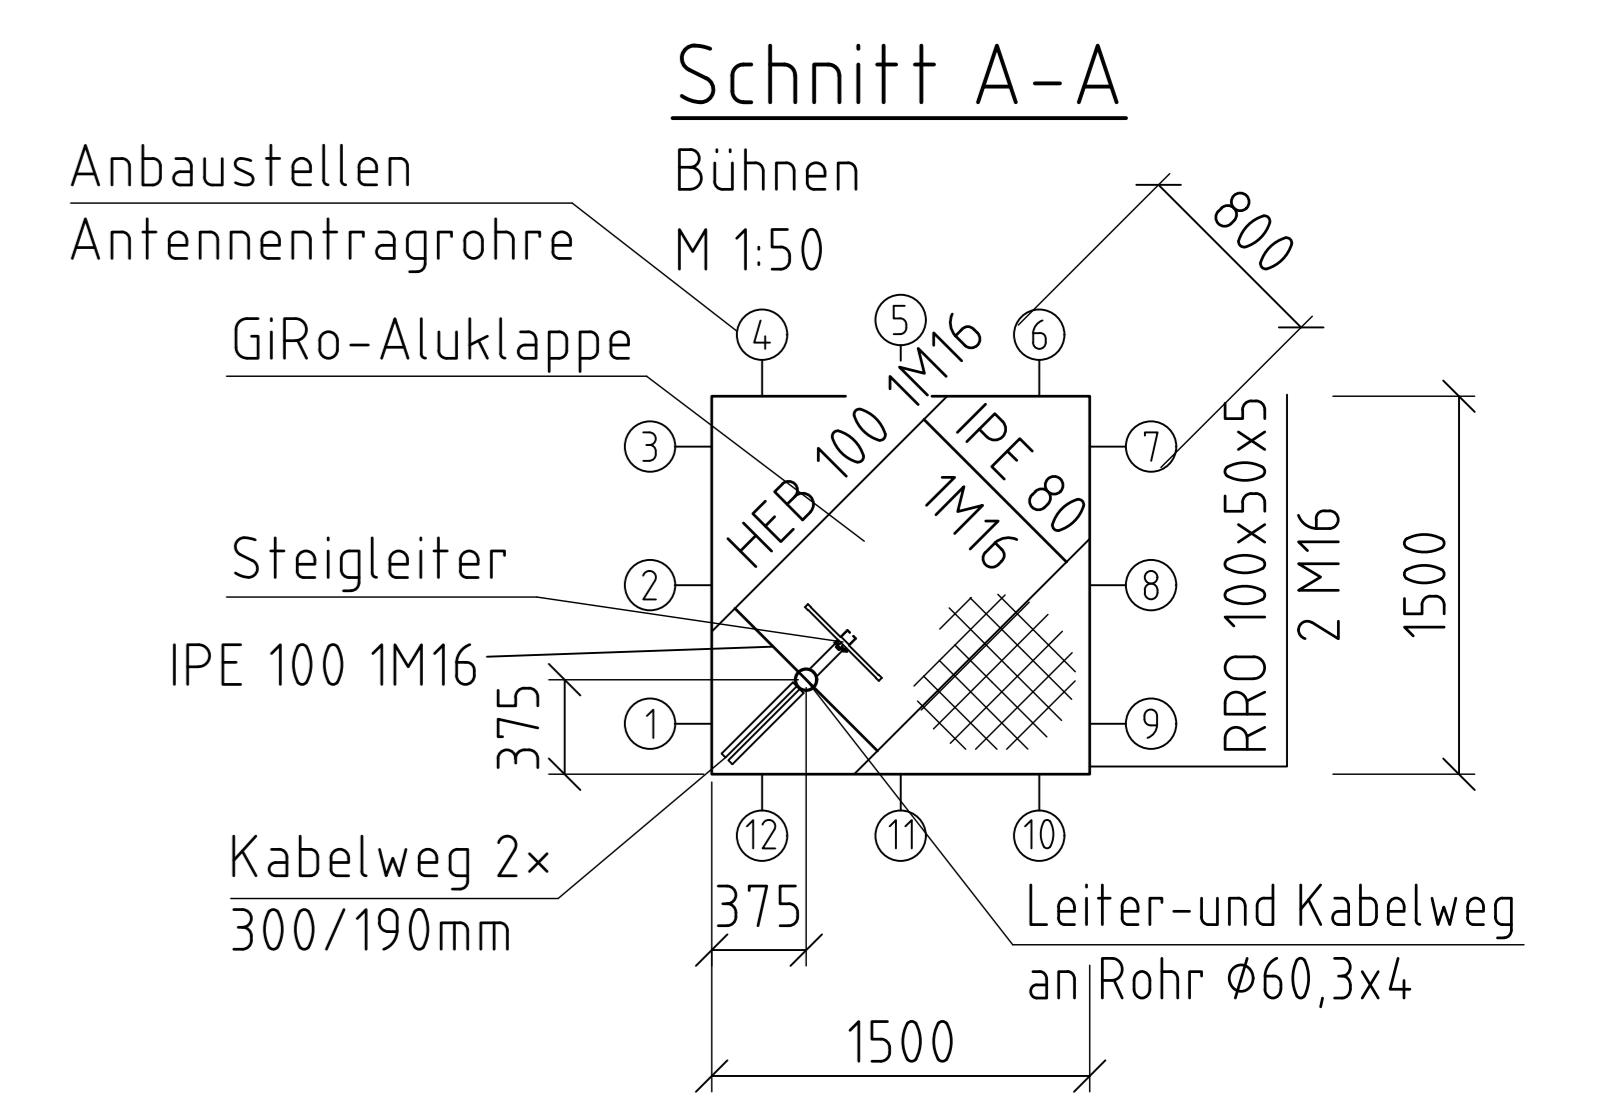 Schnitt A-A
Anbaustellen
Antennentragrohre
Bühnen
M 1:50
800
GiRo-Aluklappe
4
5
6
HEB 100 1M16
IPE 80
1M16
3
7
RRO 100x50x5
2 M16
1500
Steigleiter
2
8
IPE 100 1M16
375
1
9
12
11
10
Kabelweg 2x
300/190mm
375
Leiter-und Kabelweg
an Rohr Ø60,3x4
1500